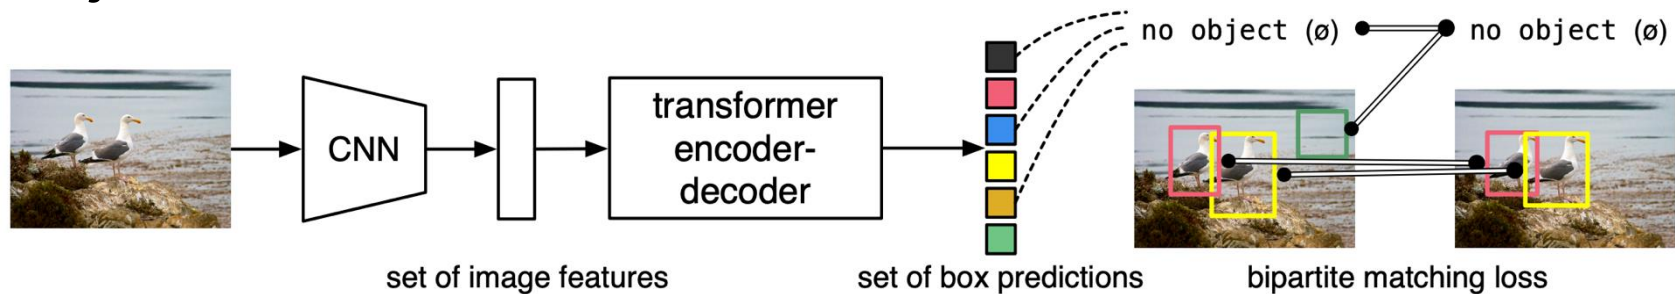 no object (ø)
no object (ø)
CNN
transformer
encoder-
decoder
set of image features
set of box predictions
bipartite matching loss